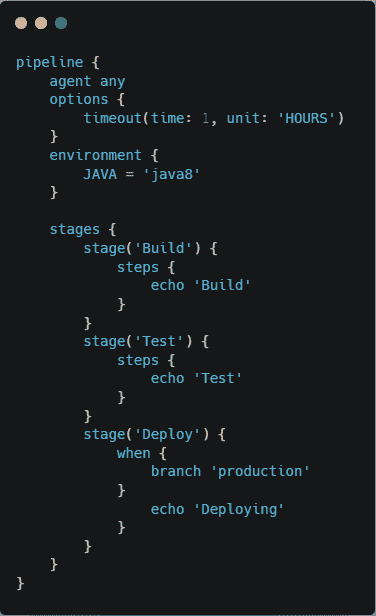 pipeline {
    agent any
    options {
        timeout(time: 1, unit: 'HOURS')
    }
    environment {
        JAVA = 'java8'
    }

    stages {
        stage('Build') {
            steps {
                echo 'Build'
            }
        }
        stage('Test') {
            steps {
                echo 'Test'
            }
        }
        stage('Deploy') {
            when {
                branch 'production'
            }
                echo 'Deploying'
            }
        }
    }
}